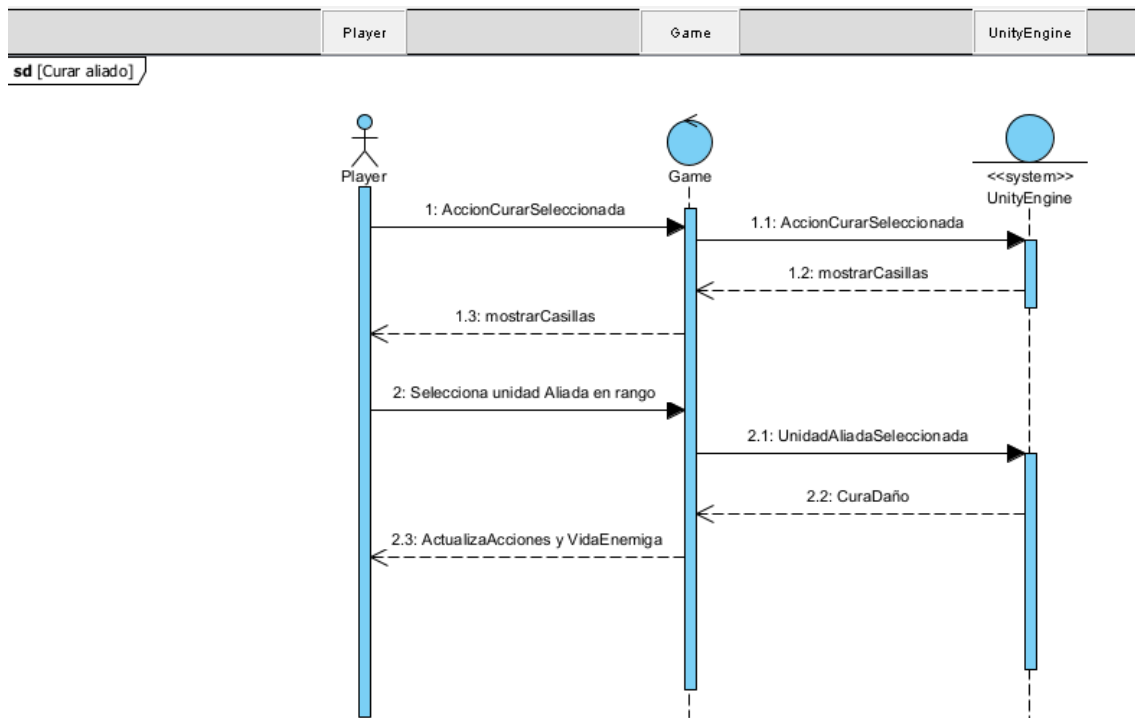 Player
Game
UnityEngine
sd [Curar aliado]
Player
Game
<<system>>
UnityEngine
1: AccionCurarSeleccionada
1.1: AccionCurarSeleccionada
1.2: mostrarCasillas
1.3: mostrarCasillas
2: Selecciona unidad Aliada en rango
2.1: UnidadAliadaSeleccionada
2.2: CuraDaño
2.3: ActualizaAcciones y VidaEnemiga